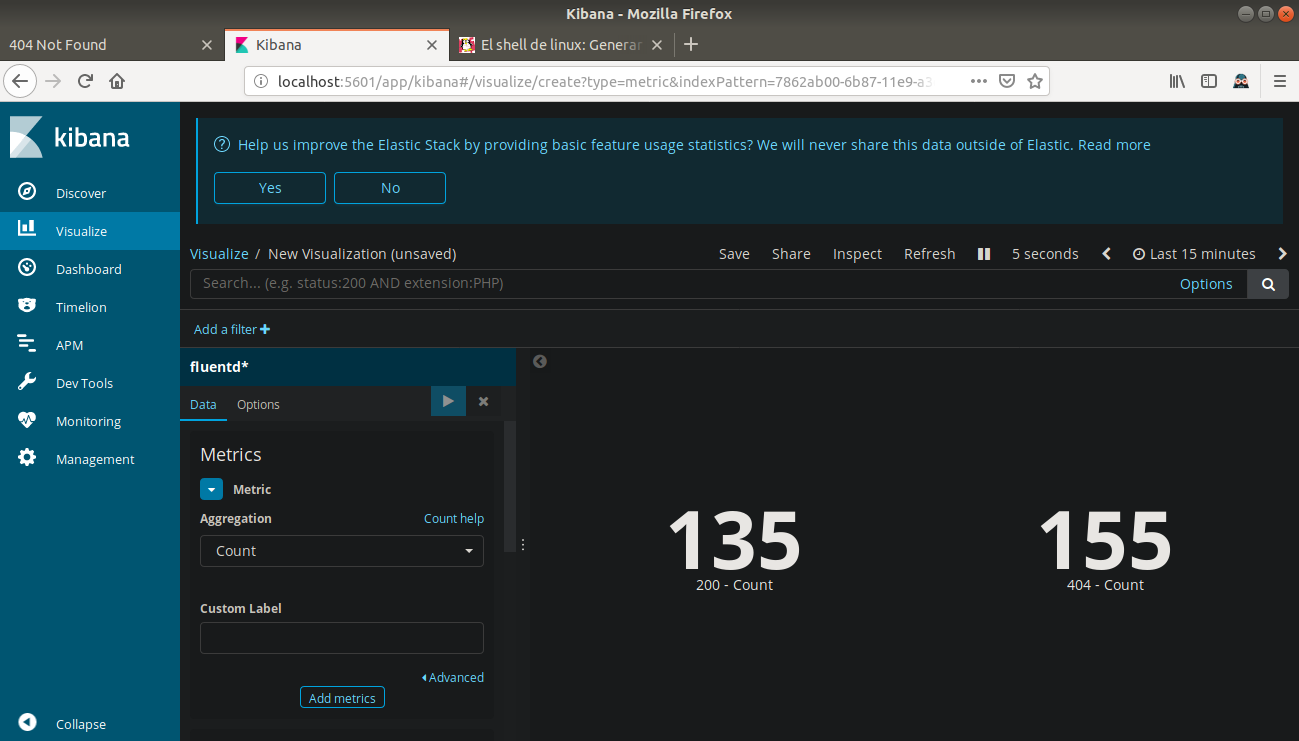 Kibana - Mozilla Firefox
404 Not Found
Kibana
El shell de linux: Generar
localhost:5601/app/kibana#/visualize/create?type=metric&indexPattern=7862ab00-6b87-11e9-a3
kibana
Discover
Visualize
Dashboard
Timelion
APM
Dev Tools
Monitoring
Management
Collapse
Help us improve the Elastic Stack by providing basic feature usage statistics? We will never share this data outside of Elastic. Read more
Yes No
Visualize / New Visualization (unsaved) Save Share Inspect Refresh 5 seconds Last 15 minutes
Search... (e.g. status:200 AND extension:PHP) Options
Add a filter
fluentd*
Data Options
Metrics
Metric
Aggregation Count help
Count
Custom Label
Advanced
Add metrics
135 155
200 - Count 404 - Count